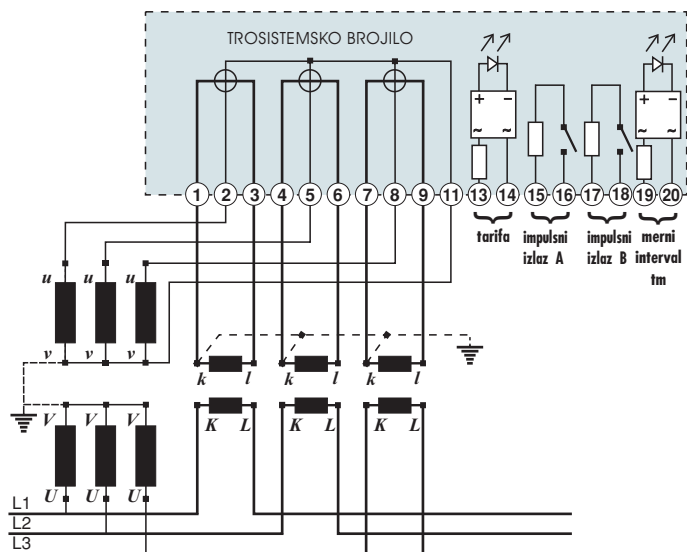 TROSISTEMSKO BROJILO
+ − + −
~ ~ ~ ~
1 2 3 4 5 6 7 8 9 11 13 14 15 16 17 18 19 20
tarifa impulsni izlaz A impulsni izlaz B merni interval tm
u u u
v v v
k l k l k l
K L K L K L
V V V
U U U
L1
L2
L3